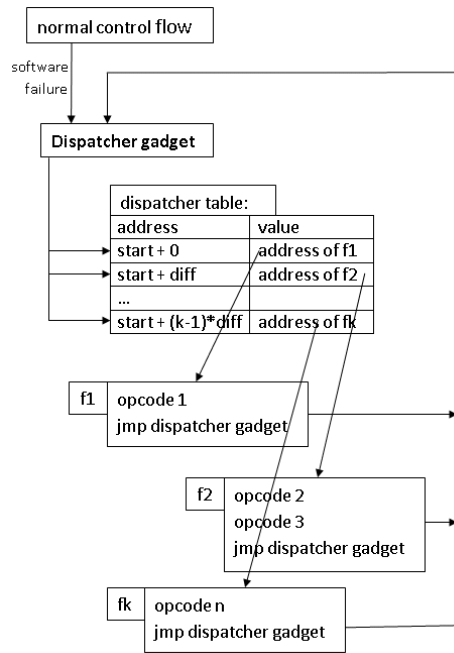 normal control flow
software
failure
Dispatcher gadget
dispatcher table:
address value
start + 0 address of f1
start + diff address of f2
...
start + (k-1)*diff address of fk
f1 opcode 1
jmp dispatcher gadget
f2 opcode 2
opcode 3
jmp dispatcher gadget
fk opcode n
jmp dispatcher gadget